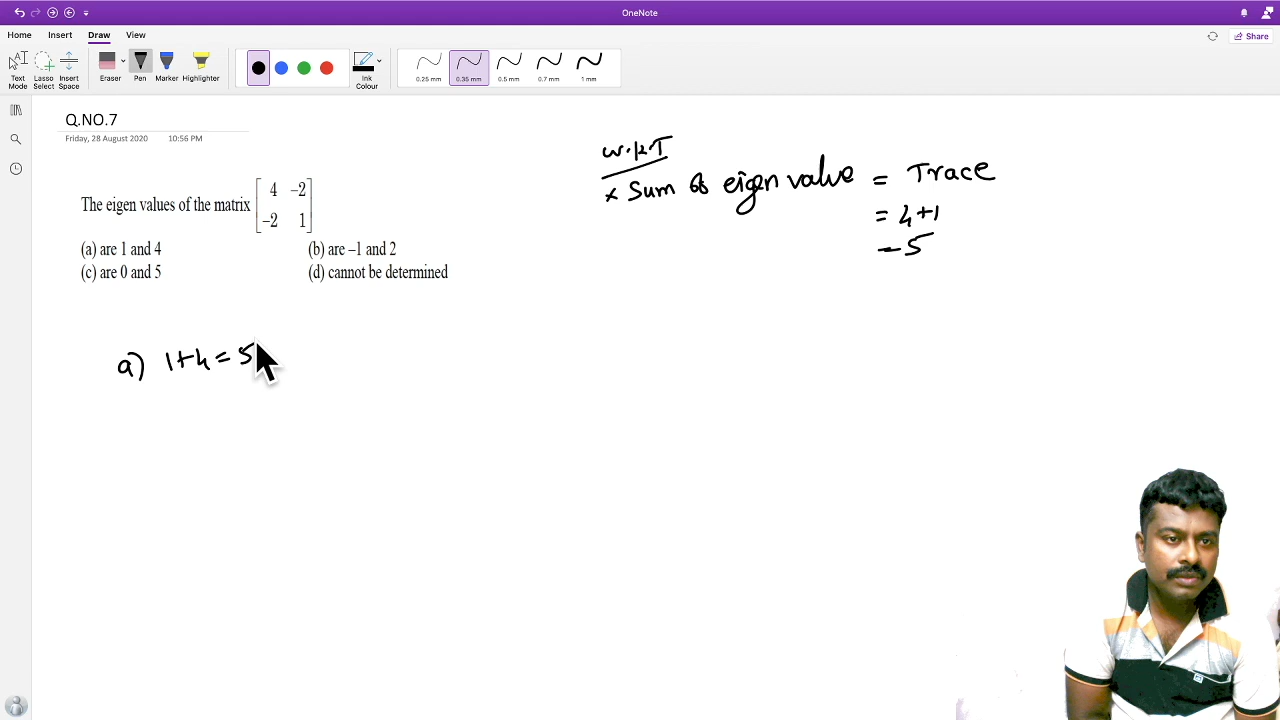 OneNote
Home Insert Draw View
Share
Text Mode Lasso Select Insert Space Eraser Pen Marker Highlighter Ink Colour 0.25 mm 0.35 mm 0.5 mm 0.7 mm 1 mm
Q.NO.7
Friday, 28 August 2020 10:56 PM
The eigen values of the matrix [4 −2
−2 1]
(a) are 1 and 4 (b) are –1 and 2
(c) are 0 and 5 (d) cannot be determined
w.k.T
× Sum of eigen value = Trace
= 4+1
= 5
a) 1+4 = 5